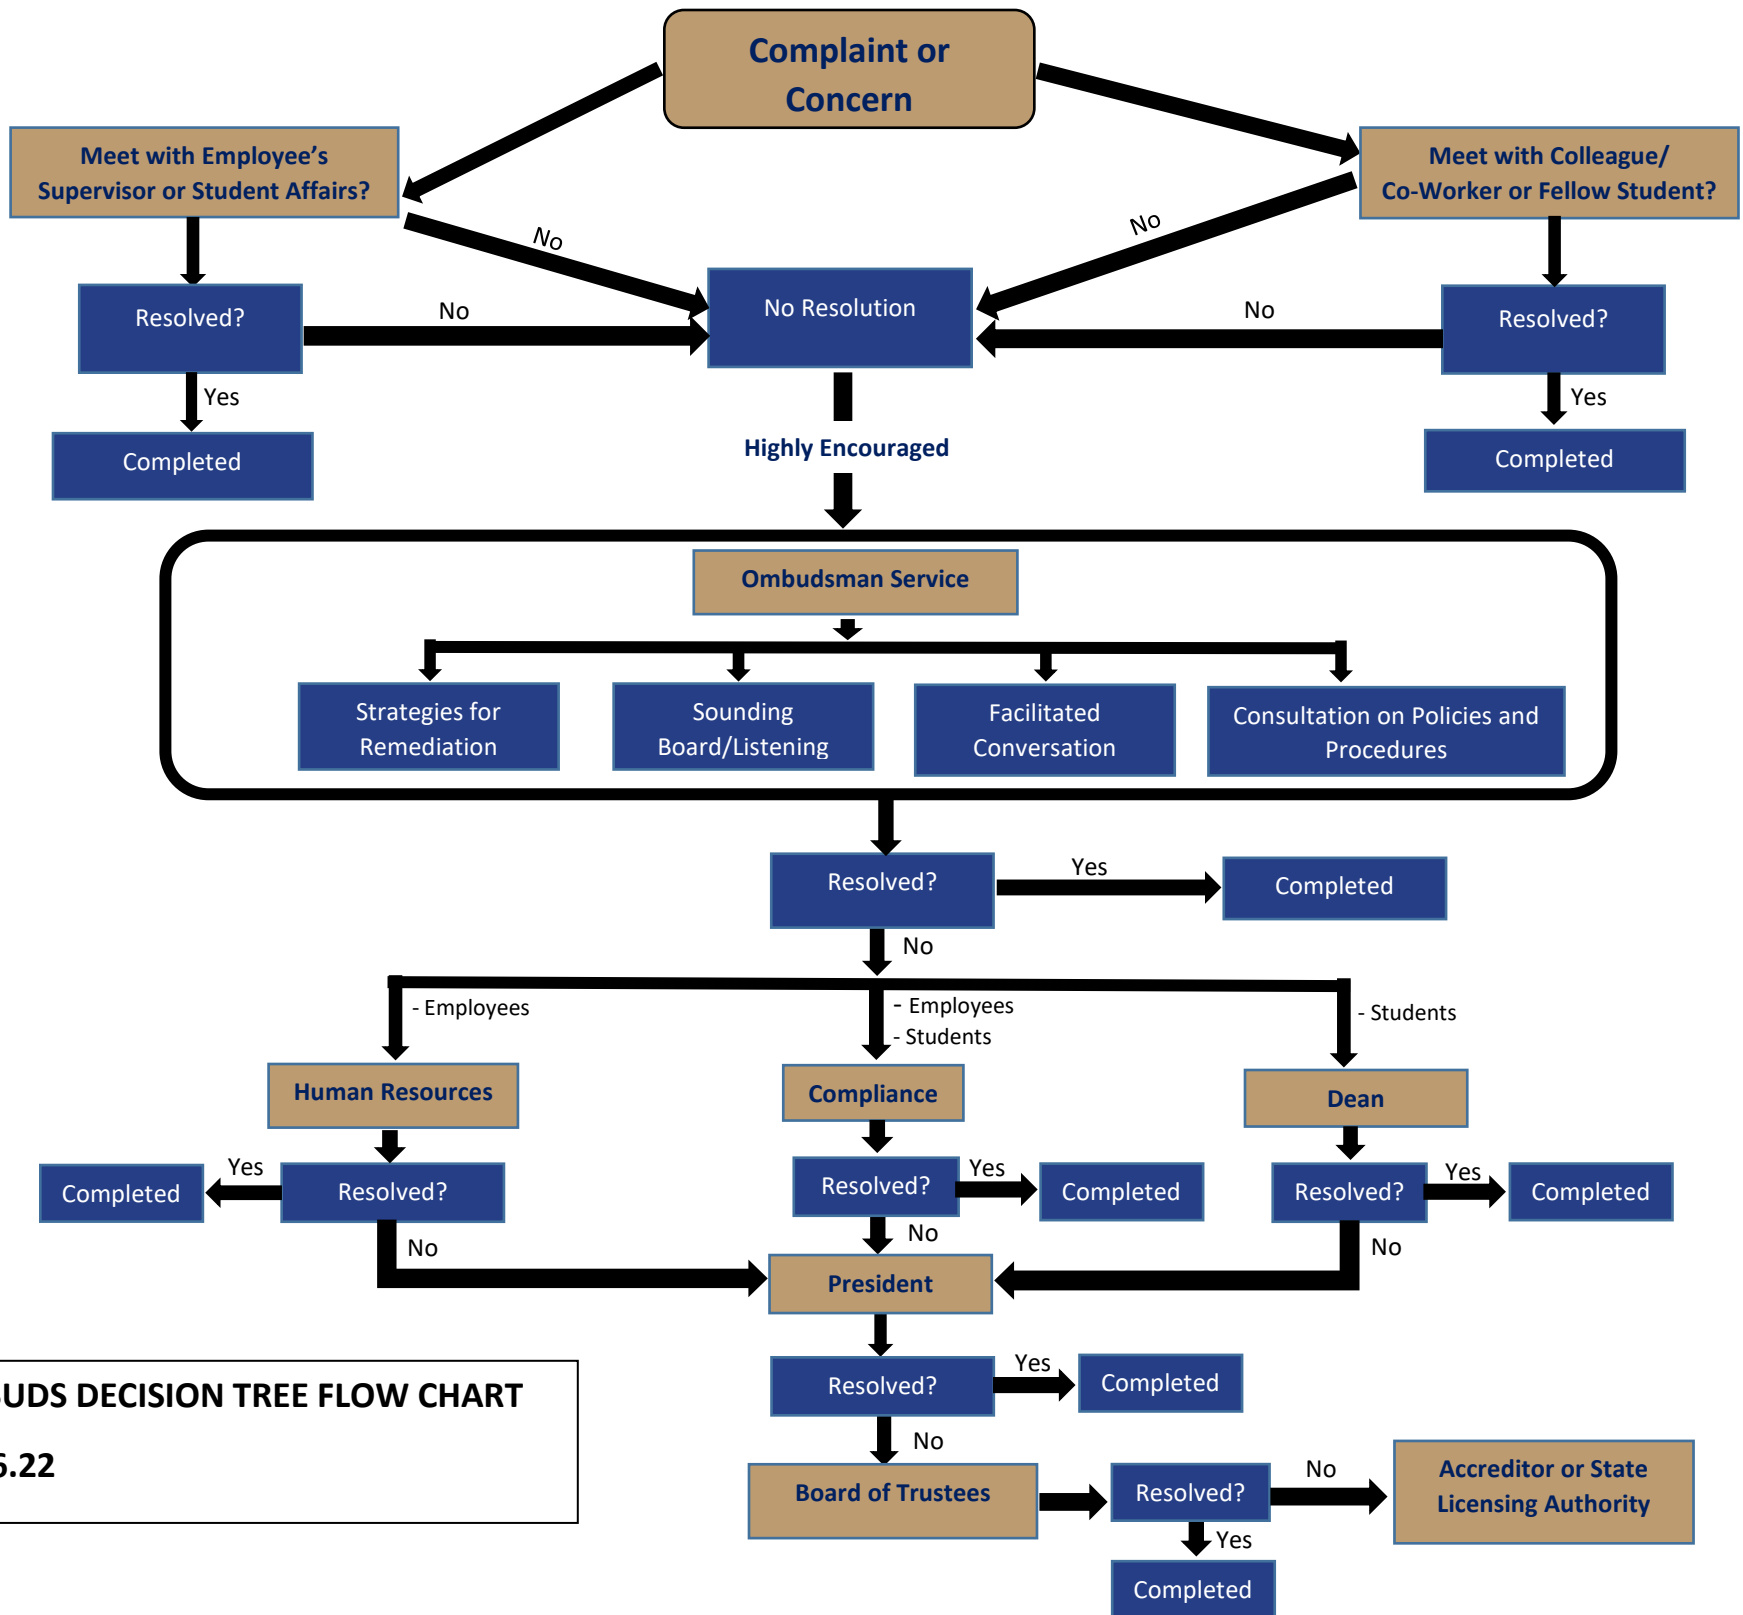 Complaint or
Concern
Meet with Employee's
Supervisor or Student Affairs?
Meet with Colleague/
Co-Worker or Fellow Student?
No
No
Resolved?
No
No Resolution
No
Resolved?
Yes
Yes
Completed
Highly Encouraged
Completed
Ombudsman Service
Strategies for
Remediation
Sounding
Board/Listening
Facilitated
Conversation
Consultation on Policies and
Procedures
Resolved?
Yes
Completed
No
- Employees
- Employees
- Students
- Students
Human Resources
Compliance
Dean
Completed
Yes
Resolved?
Resolved?
Yes
Completed
Resolved?
Yes
Completed
No
No
No
President
Resolved?
Yes
Completed
No
UDS DECISION TREE FLOW CHART
6.22
Board of Trustees
Resolved?
No
Accreditor or State
Licensing Authority
Yes
Completed